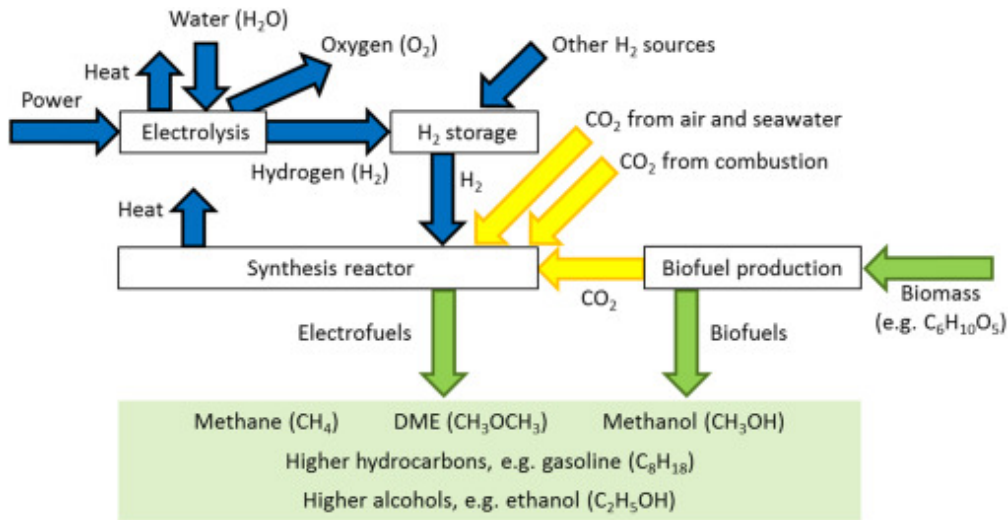 Water (H₂O)
Oxygen (O₂)
Other H₂ sources
Heat
Power
Electrolysis
H₂ storage
CO₂ from air and seawater
Hydrogen (H₂)
H₂
CO₂ from combustion
Heat
Synthesis reactor
Biofuel production
CO₂
Biomass
(e.g. C₆H₁₀O₅)
Electrofuels
Biofuels
Methane (CH₄) DME (CH₃OCH₃) Methanol (CH₃OH)
Higher hydrocarbons, e.g. gasoline (C₈H₁₈)
Higher alcohols, e.g. ethanol (C₂H₅OH)